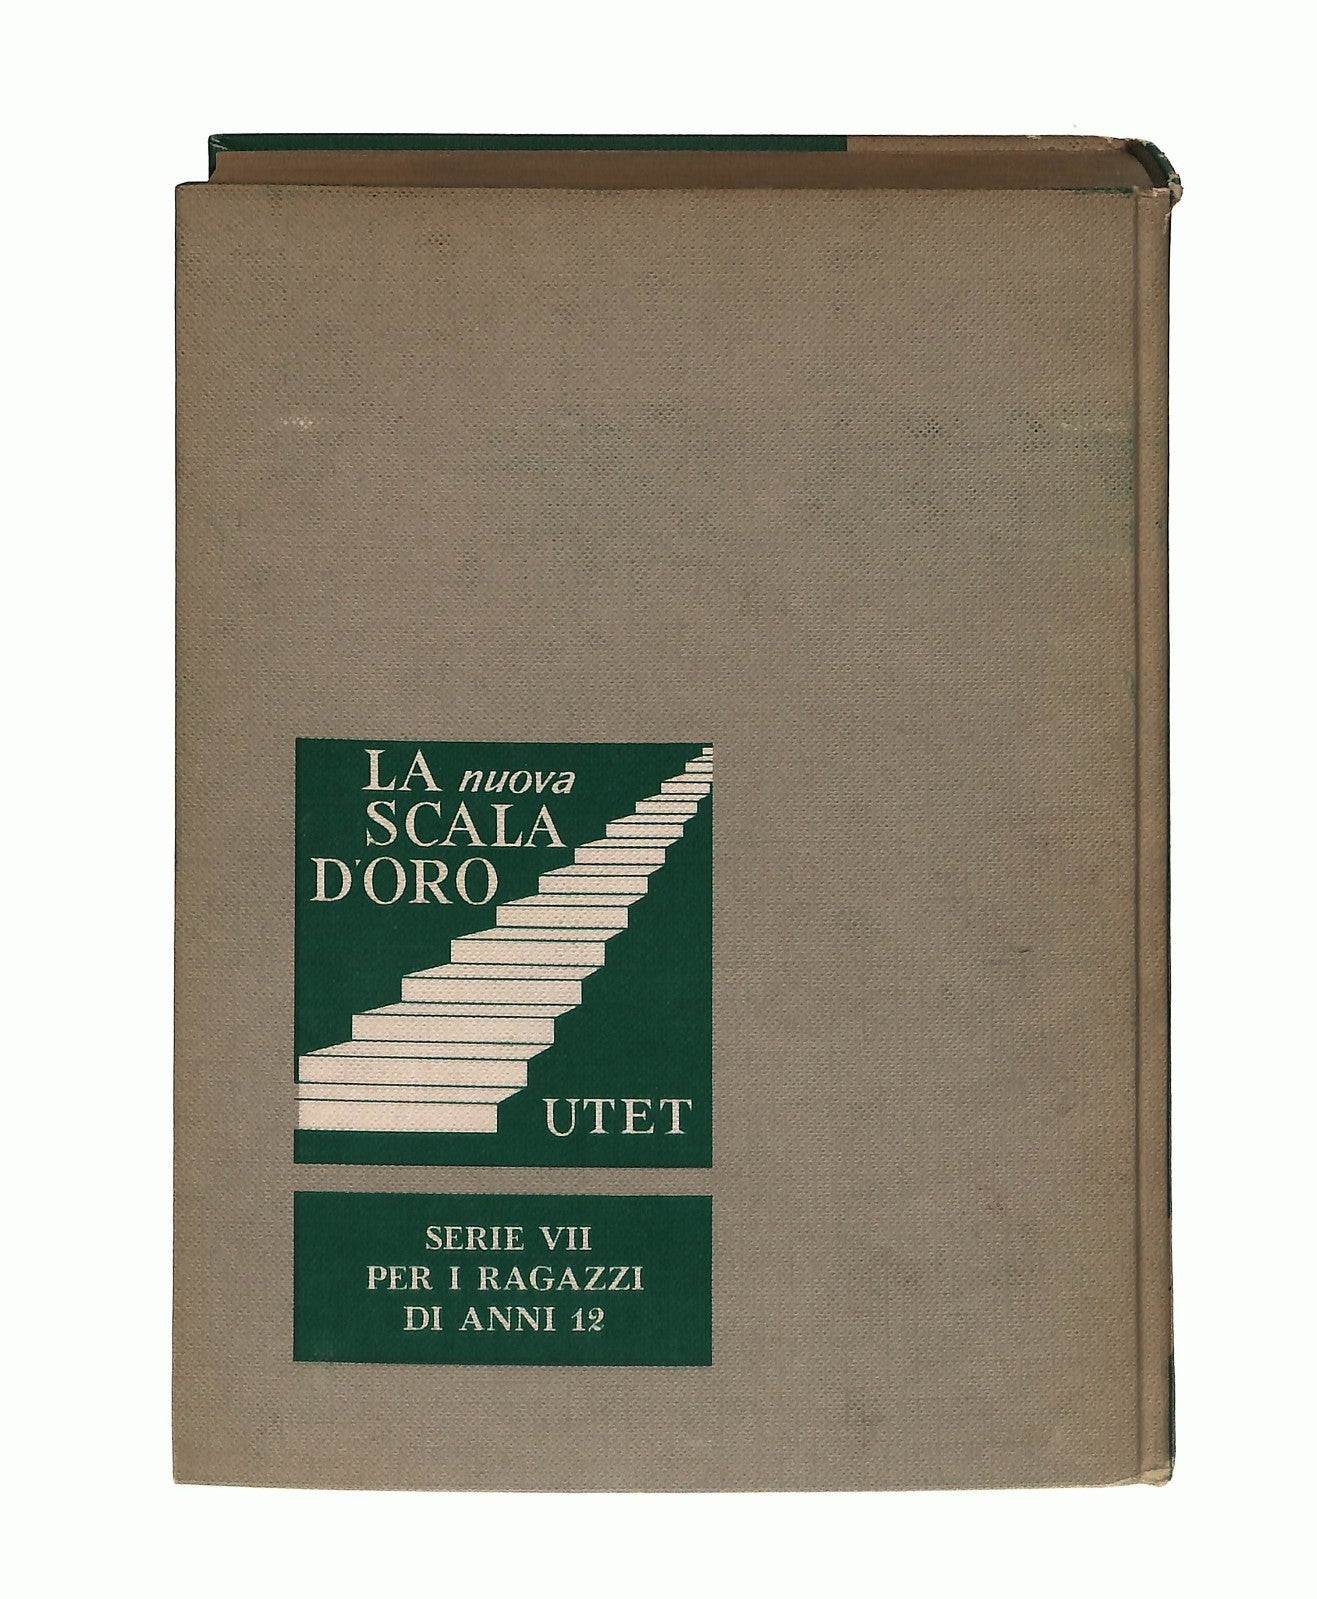 LA nuova
SCALA
D'ORO
UTET
SERIE VII
PER I RAGAZZI
DI ANNI 12